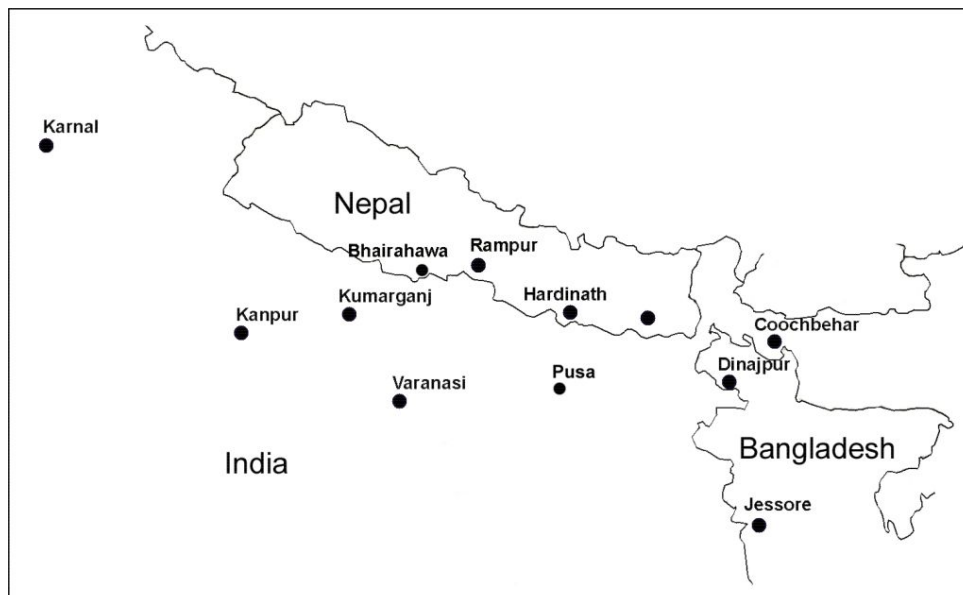 Karnal
Nepal
Bhairahawa
Rampur
Kumarganj
Hardinath
Kanpur
Coochbehar
Dinajpur
Pusa
Varanasi
India
Bangladesh
Jessore